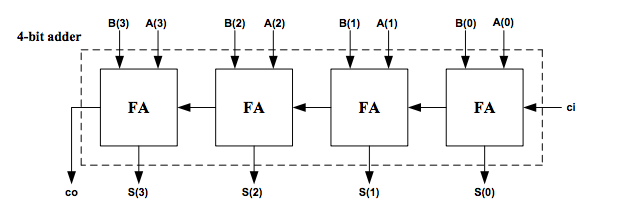 B(3) A(3) B(2) A(2) B(1) A(1) B(0) A(0)
4-bit adder
FA FA FA FA ci
co S(3) S(2) S(1) S(0)